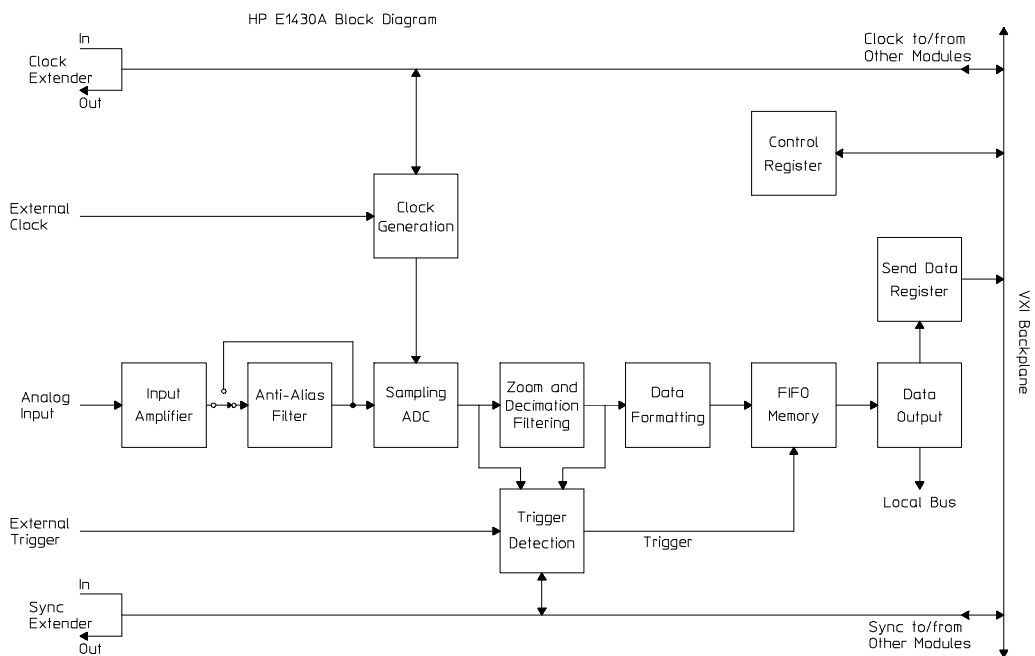 HP E1430A Block Diagram
In
Clock
Extender
Out
Clock to/from
Other Modules
Control
Register
External
Clock
Clock
Generation
Send Data
Register
VXI Backplane
Analog
Input
Input
Amplifier
Anti-Alias
Filter
Sampling
ADC
Zoom and
Decimation
Filtering
Data
Formatting
FIFO
Memory
Data
Output
Local Bus
External
Trigger
Trigger
Detection
Trigger
In
Sync
Extender
Out
Sync to/from
Other Modules